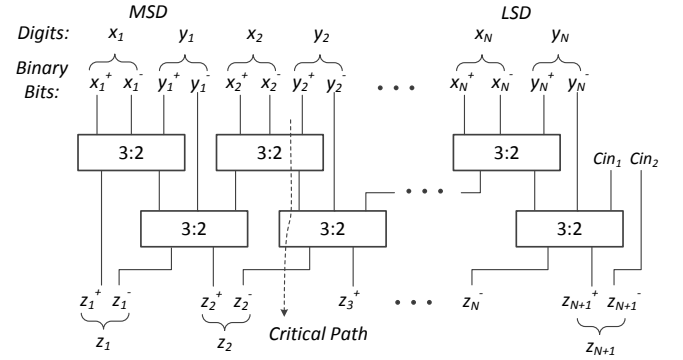 MSD LSD
Digits: x1 y1 x2 y2 xN yN
Binary Bits: x1+ x1- y1+ y1- x2+ x2- y2+ y2- • • • xN+ xN- yN+ yN-
3:2 3:2 3:2 Cin1 Cin2
• • •
3:2 3:2 3:2
z1+ z1- z2+ z2- z3+ • • • zN- zN+1+ zN+1-
z1 z2 Critical Path zN+1